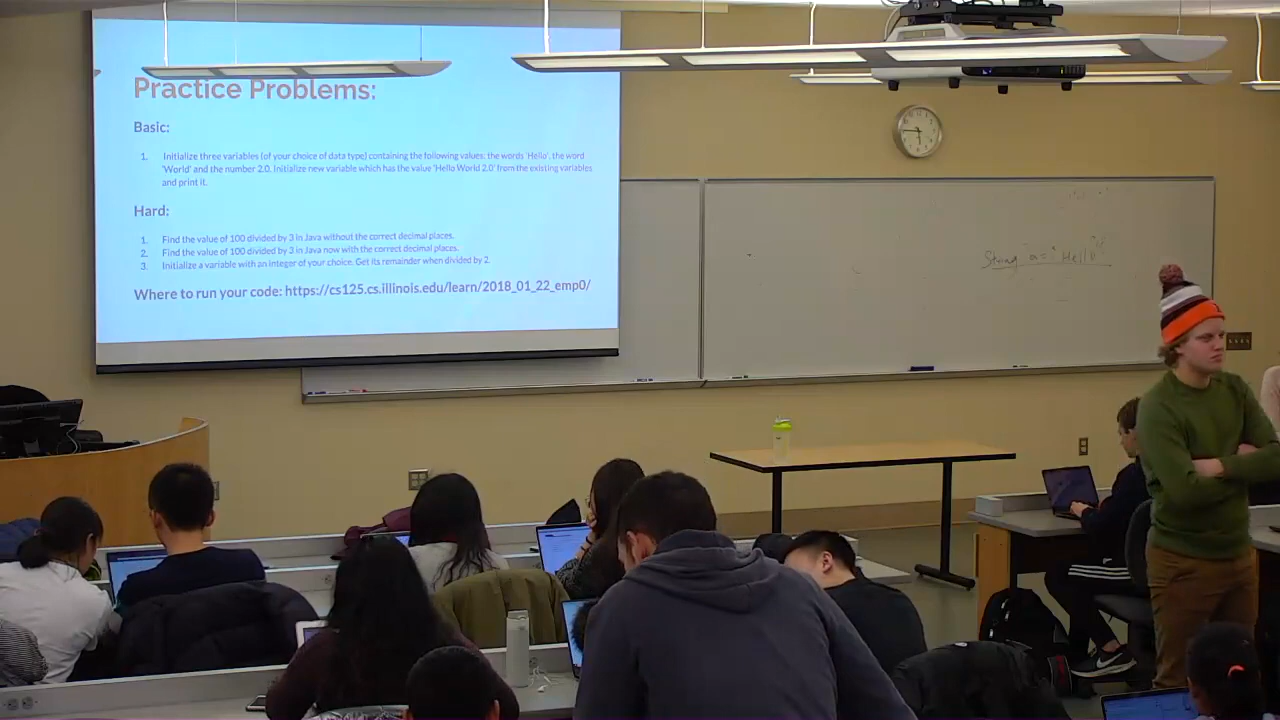 Practice Problems:
Basic:
1. Initialize three variables (of your choice of data type) containing the following values: the words 'Hello', the word
'World' and the number 2.0. Initialize new variable which has the value 'Hello World 2.0' from the existing variables
and print it.
Hard:
1. Find the value of 100 divided by 3 in Java without the correct decimal places.
2. Find the value of 100 divided by 3 in Java now with the correct decimal places.
3. Initialize a variable with an integer of your choice. Get its remainder when divided by 2.
Where to run your code: https://cs125.cs.illinois.edu/learn/2018_01_22_emp0/
String a = "Hello"